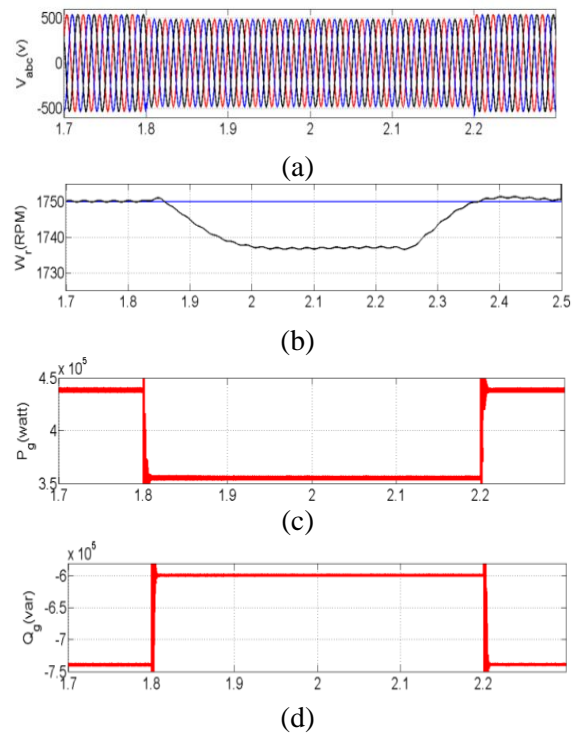 500
0
-500
V_abc(v)
1.7 1.8 1.9 2 2.1 2.2
(a)
1750
1740
1730
W_r(RPM)
1.7 1.8 1.9 2 2.1 2.2 2.3 2.4 2.5
(b)
x 10^5
4.5
4
3.5
P_g(watt)
1.7 1.8 1.9 2 2.1 2.2
(c)
x 10^5
-6
-6.5
-7
-7.5
Q_g(var)
1.7 1.8 1.9 2 2.1 2.2
(d)